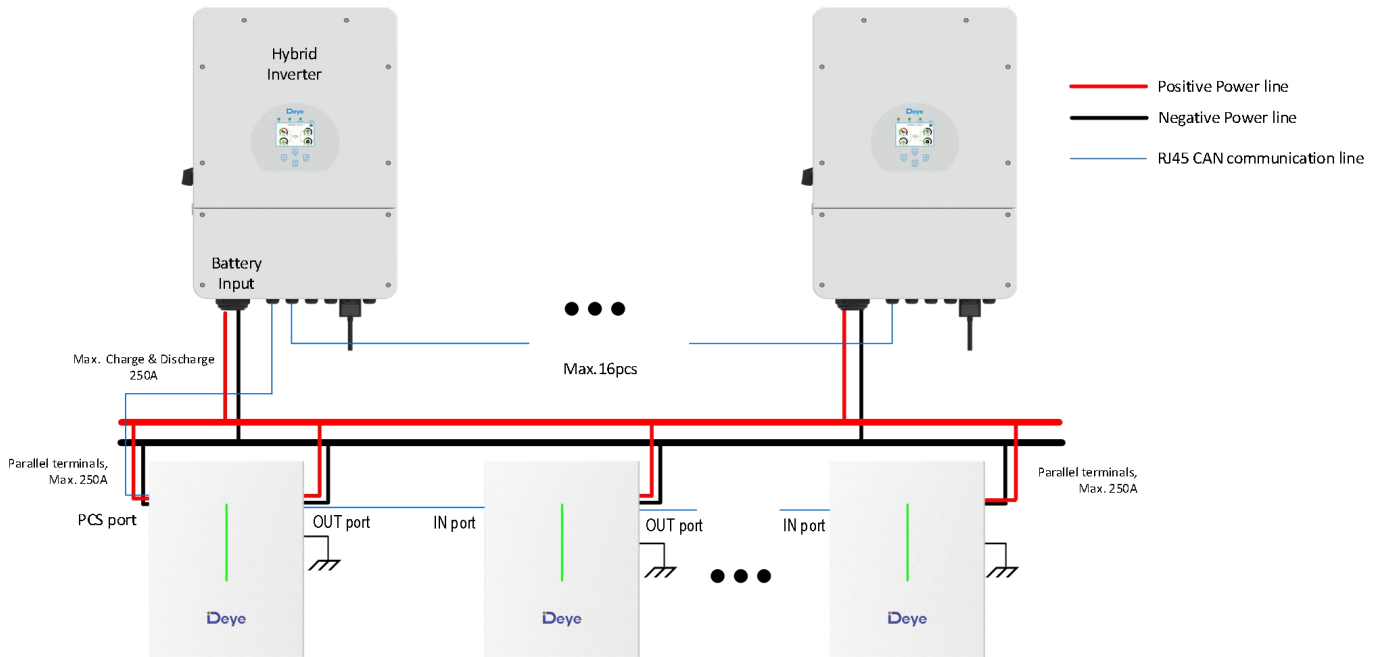 Hybrid
Inverter
Deye
Deye
Positive Power line
Negative Power line
RJ45 CAN communication line
Battery
Input
Max. Charge & Discharge
250A
Max.16pcs
Parallel terminals,
Max. 250A
Parallel terminals,
Max. 250A
PCS port
OUT port
IN port
OUT port
IN port
Deye
Deye
Deye